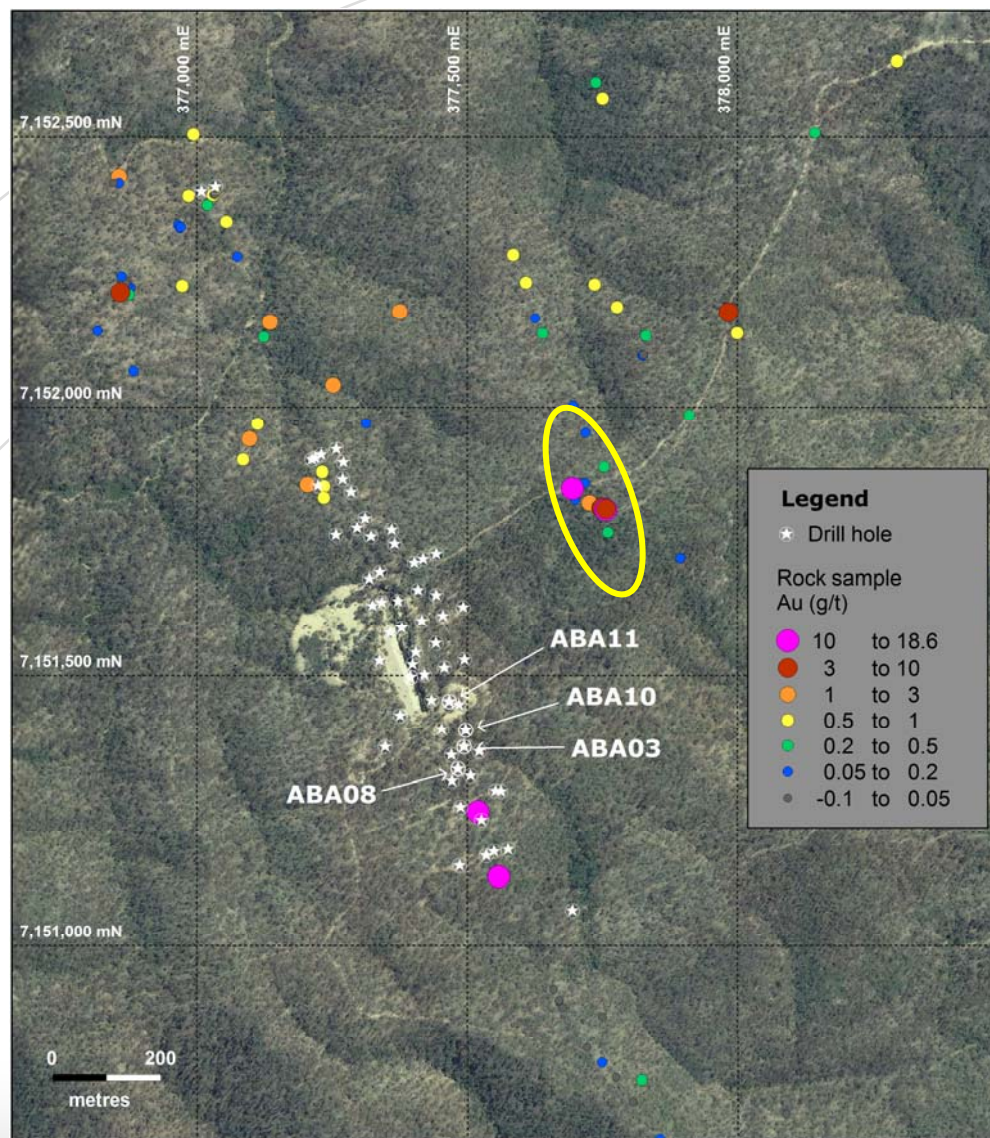 377,000 mE
377,500 mE
378,000 mE
7,152,500 mN
7,152,000 mN
7,151,500 mN
7,151,000 mN
ABA11
ABA10
ABA03
ABA08
Legend
Drill hole
Rock sample
Au (g/t)
10 to 18.6
3 to 10
1 to 3
0.5 to 1
0.2 to 0.5
0.05 to 0.2
-0.1 to 0.05
0 200
metres